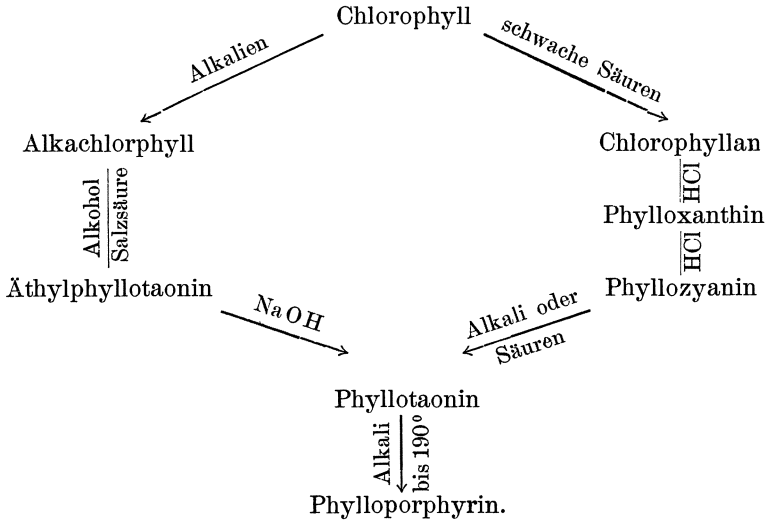 Chlorophyll
Alkalien
schwache Säuren
Alkachlorphyll
Chlorophyllan
Alkohol
Salzsäure
HCl
Phylloxanthin
HCl
Äthylphyllotaonin
Phyllozyanin
NaOH
Alkali oder
Säuren
Phyllotaonin
Alkali
bis 190°
Phylloporphyrin.